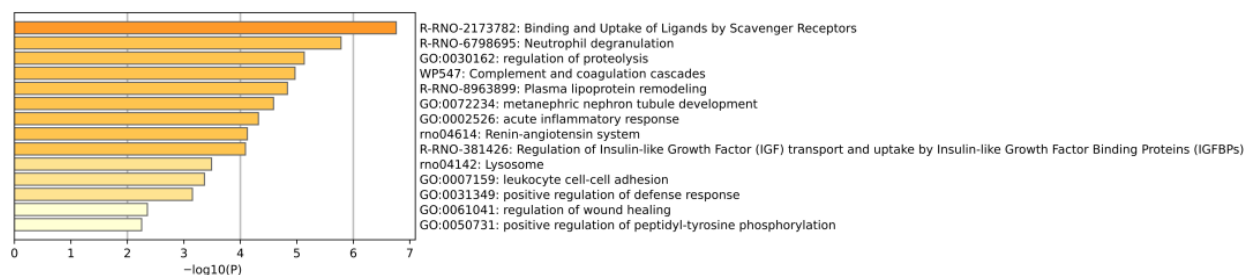 R-RNO-2173782: Binding and Uptake of Ligands by Scavenger Receptors
R-RNO-6798695: Neutrophil degranulation
GO:0030162: regulation of proteolysis
WP547: Complement and coagulation cascades
R-RNO-8963899: Plasma lipoprotein remodeling
GO:0072234: metanephric nephron tubule development
GO:0002526: acute inflammatory response
rno04614: Renin-angiotensin system
R-RNO-381426: Regulation of Insulin-like Growth Factor (IGF) transport and uptake by Insulin-like Growth Factor Binding Proteins (IGFBPs)
rno04142: Lysosome
GO:0007159: leukocyte cell-cell adhesion
GO:0031349: positive regulation of defense response
GO:0061041: regulation of wound healing
GO:0050731: positive regulation of peptidyl-tyrosine phosphorylation
0 1 2 3 4 5 6 7
−log10(P)